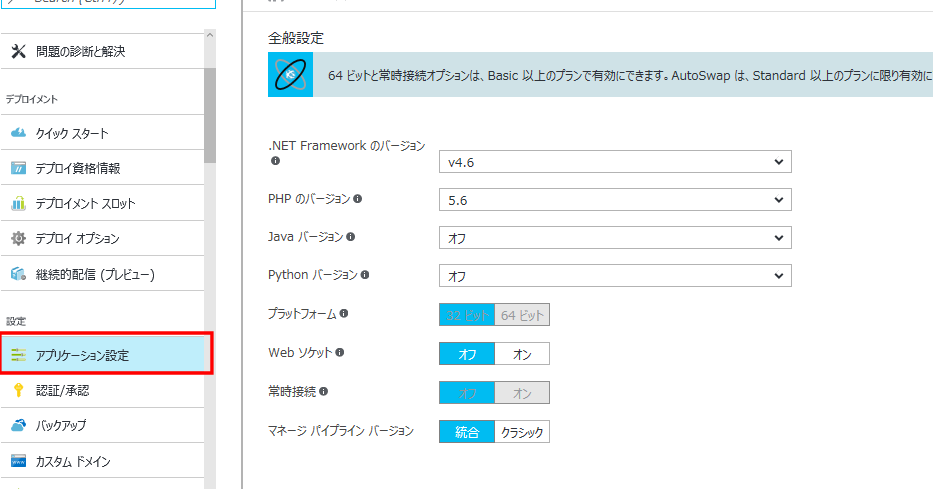 Search (Ctrl+/)
問題の診断と解決
デプロイメント
クイック スタート
デプロイ資格情報
デプロイメント スロット
デプロイ オプション
継続的配信 (プレビュー)
設定
アプリケーション設定
認証/承認
バックアップ
カスタム ドメイン
全般設定
64 ビットと常時接続オプションは、Basic 以上のプランで有効にできます。AutoSwap は、Standard 以上のプランに限り有効に
.NET Framework のバージョン
v4.6
PHP のバージョン
5.6
Java バージョン
オフ
Python バージョン
オフ
プラットフォーム
32 ビット 64 ビット
Web ソケット
オフ オン
常時接続
オフ オン
マネージ パイプライン バージョン
統合 クラシック